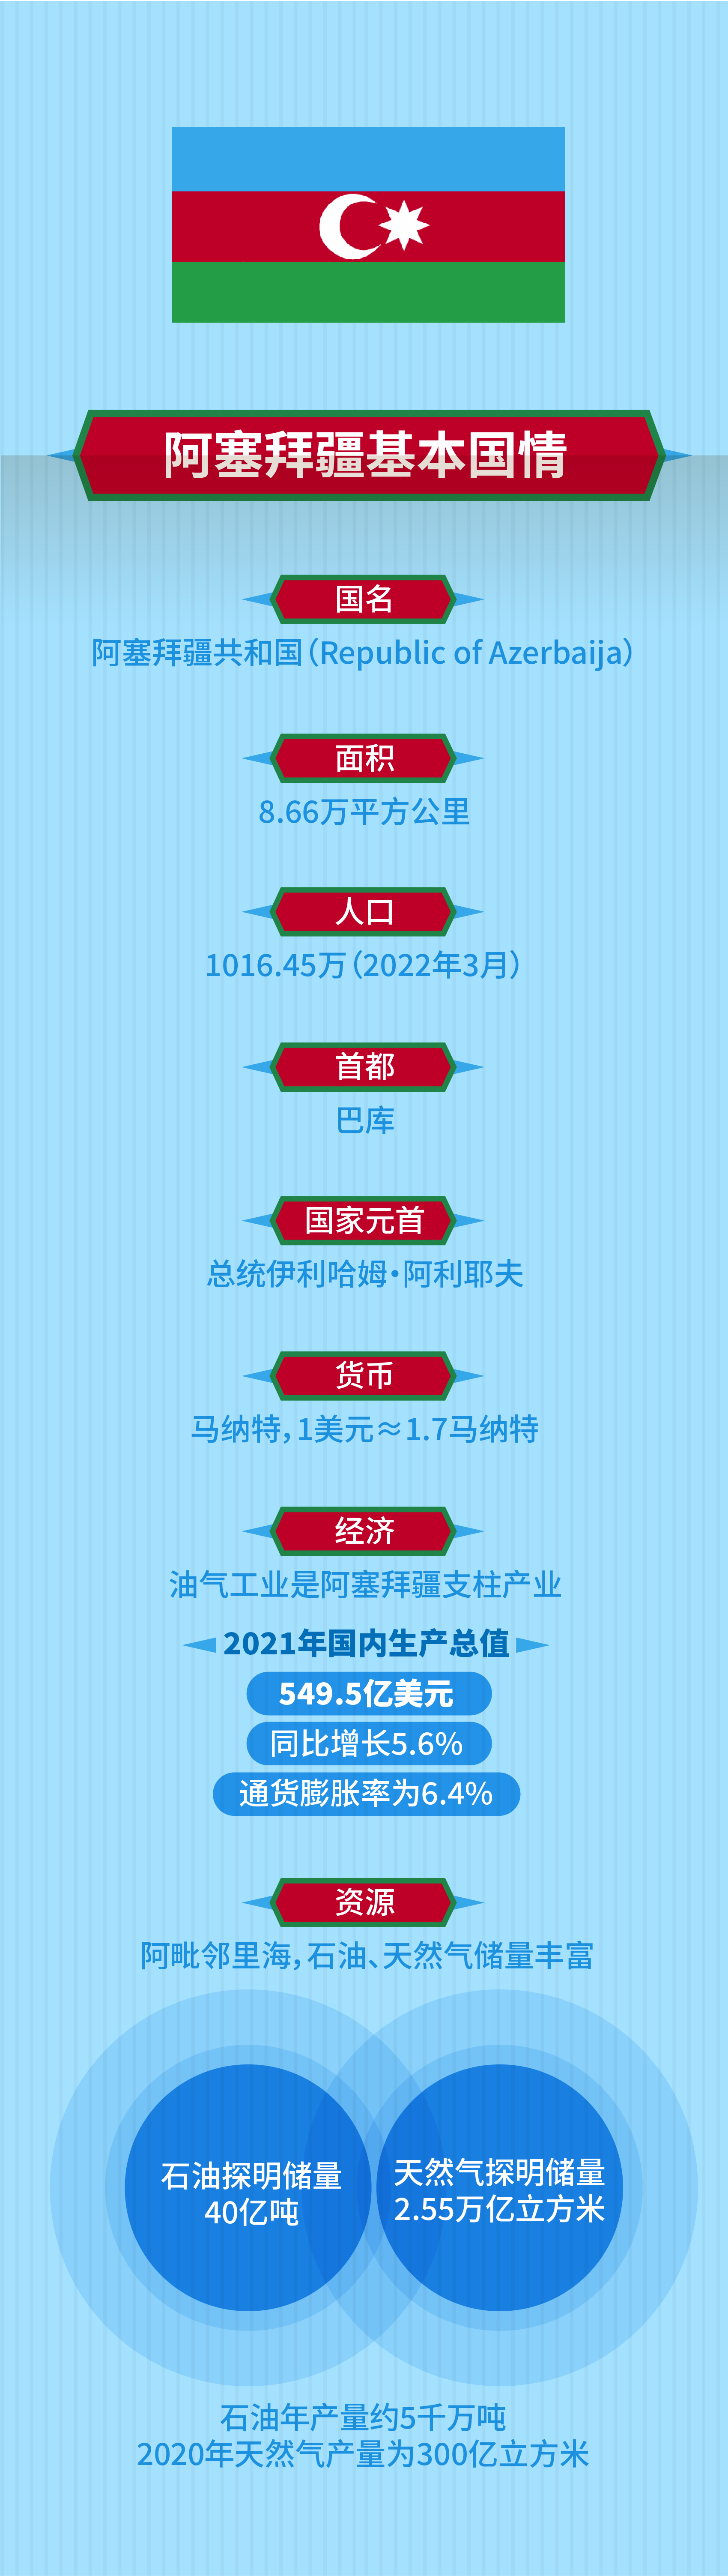 阿塞拜疆基本国情
国名
阿塞拜疆共和国（Republic of Azerbaija）
面积
8.66万平方公里
人口
1016.45万（2022年3月）
首都
巴库
国家元首
总统伊利哈姆·阿利耶夫
货币
马纳特，1美元≈1.7马纳特
经济
油气工业是阿塞拜疆支柱产业
2021年国内生产总值
549.5亿美元
同比增长5.6%
通货膨胀率为6.4%
资源
阿毗邻里海，石油、天然气储量丰富
石油探明储量
40亿吨
天然气探明储量
2.55万亿立方米
石油年产量约5千万吨
2020年天然气产量为300亿立方米